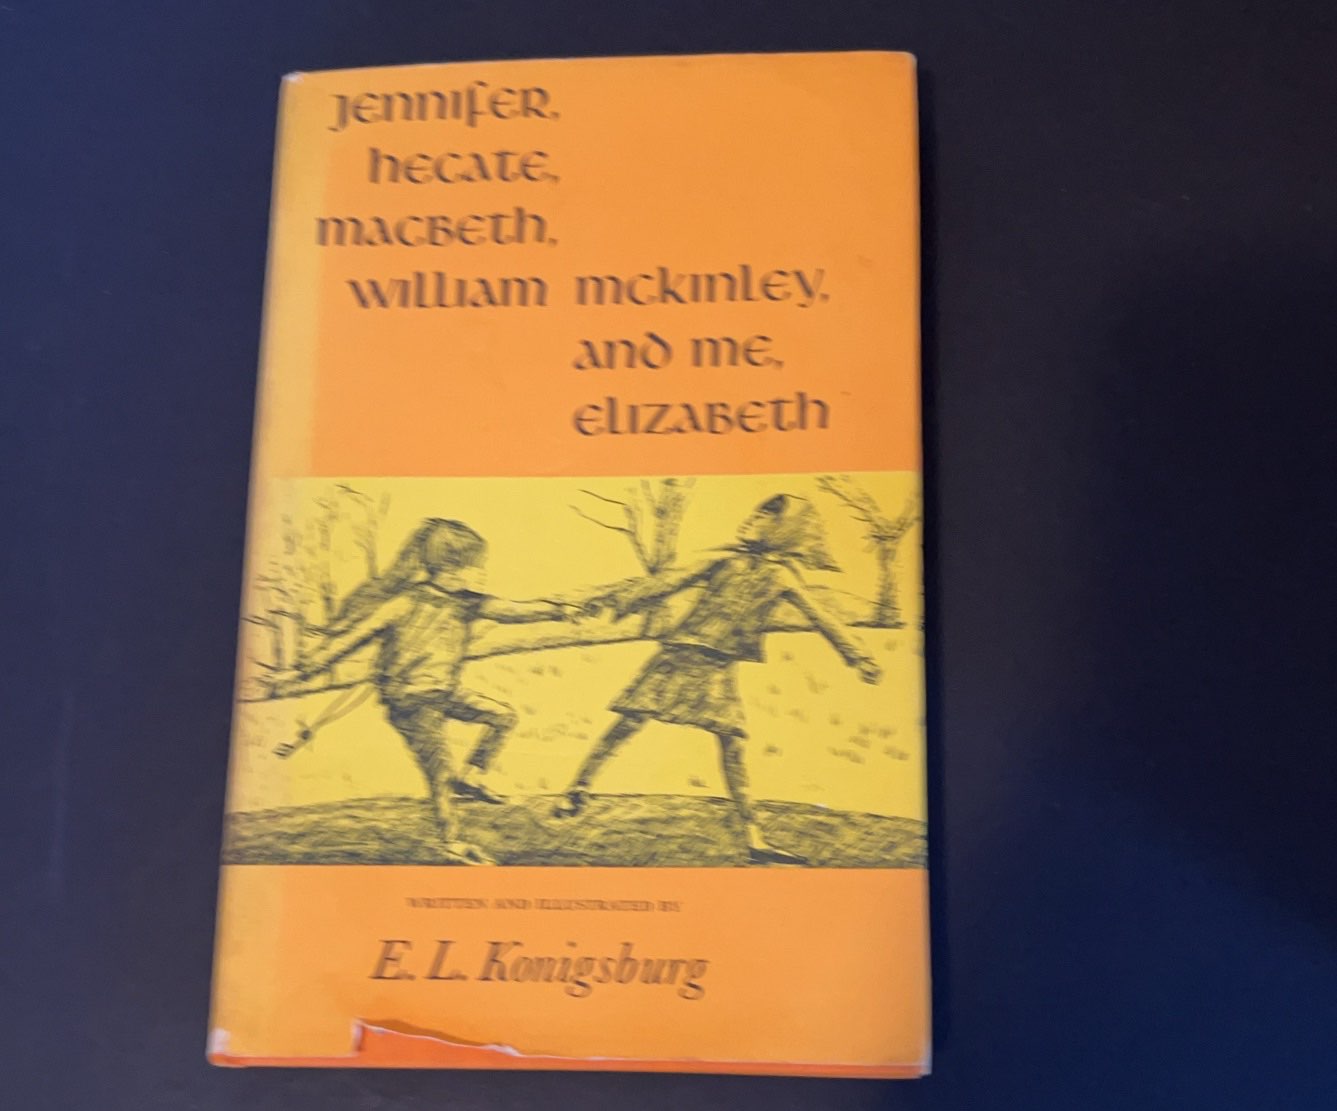 Jennifer,
Hecate,
Macbeth,
William McKinley,
and Me,
Elizabeth
WRITTEN AND ILLUSTRATED BY
E. L. Konigsburg